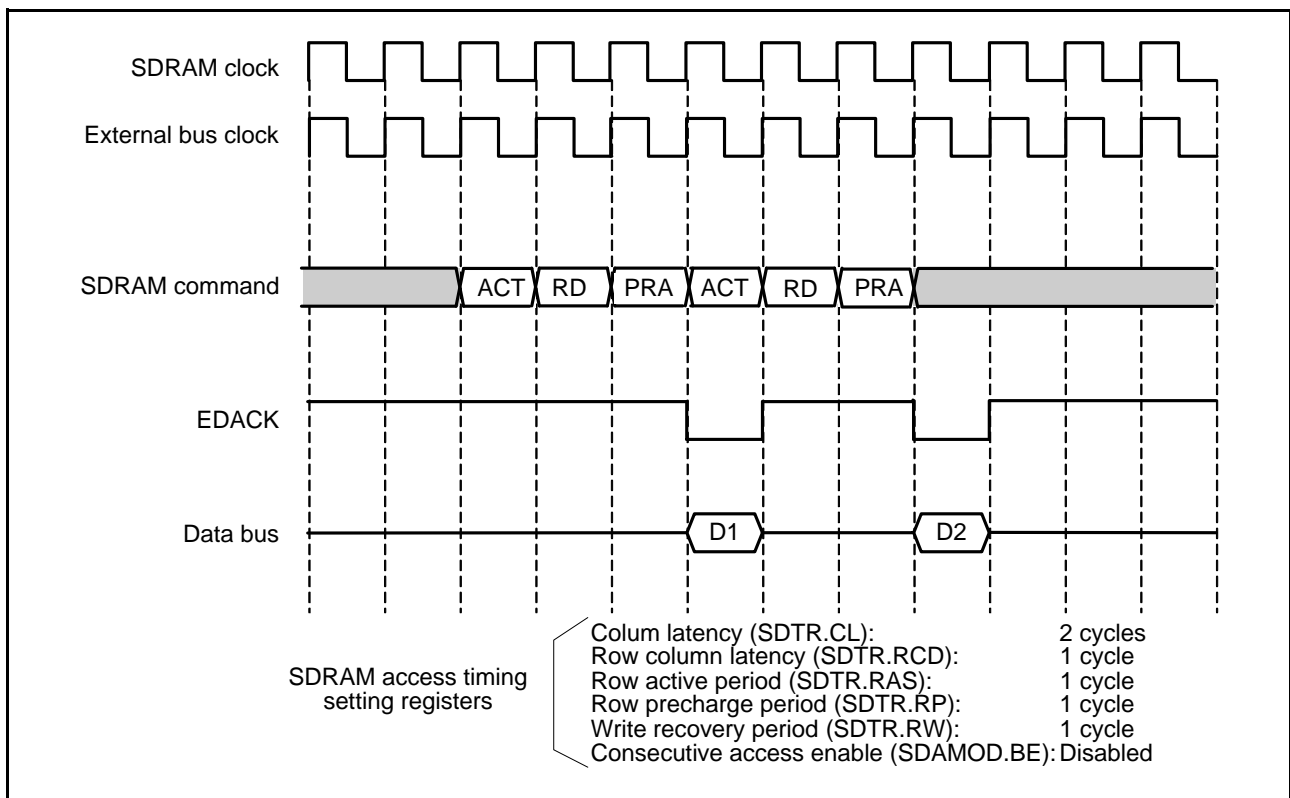 SDRAM clock
External bus clock
SDRAM command
ACT RD PRA ACT RD PRA
EDACK
Data bus
D1 D2
SDRAM access timing
setting registers
Colum latency (SDTR.CL): 2 cycles
Row column latency (SDTR.RCD): 1 cycle
Row active period (SDTR.RAS): 1 cycle
Row precharge period (SDTR.RP): 1 cycle
Write recovery period (SDTR.RW): 1 cycle
Consecutive access enable (SDAMOD.BE): Disabled